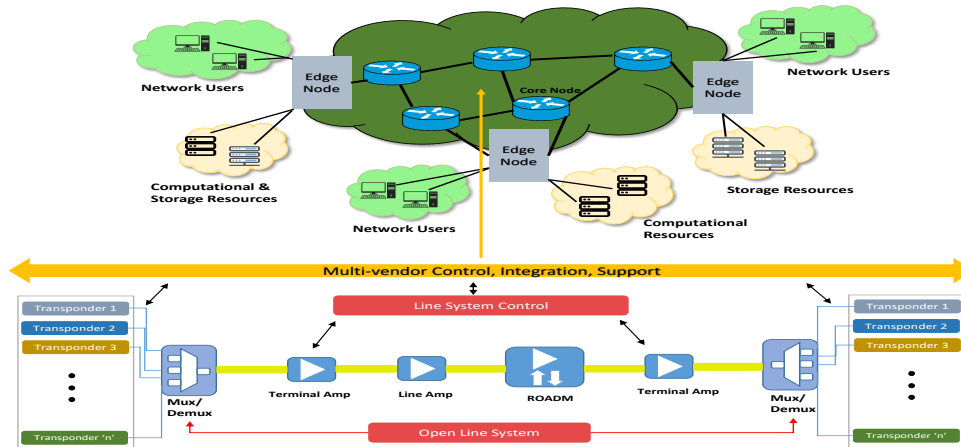 Network Users
Edge
Node
Core Node
Edge
Node
Network Users
Computational &
Storage Resources
Edge
Node
Network Users
Computational
Resources
Storage Resources
Multi-vendor Control, Integration, Support
Line System Control
Transponder 1
Transponder 2
Transponder 3
Transponder 'n'
Mux/
Demux
Terminal Amp
Line Amp
ROADM
Terminal Amp
Mux/
Demux
Transponder 1
Transponder 2
Transponder 3
Transponder 'n'
Open Line System